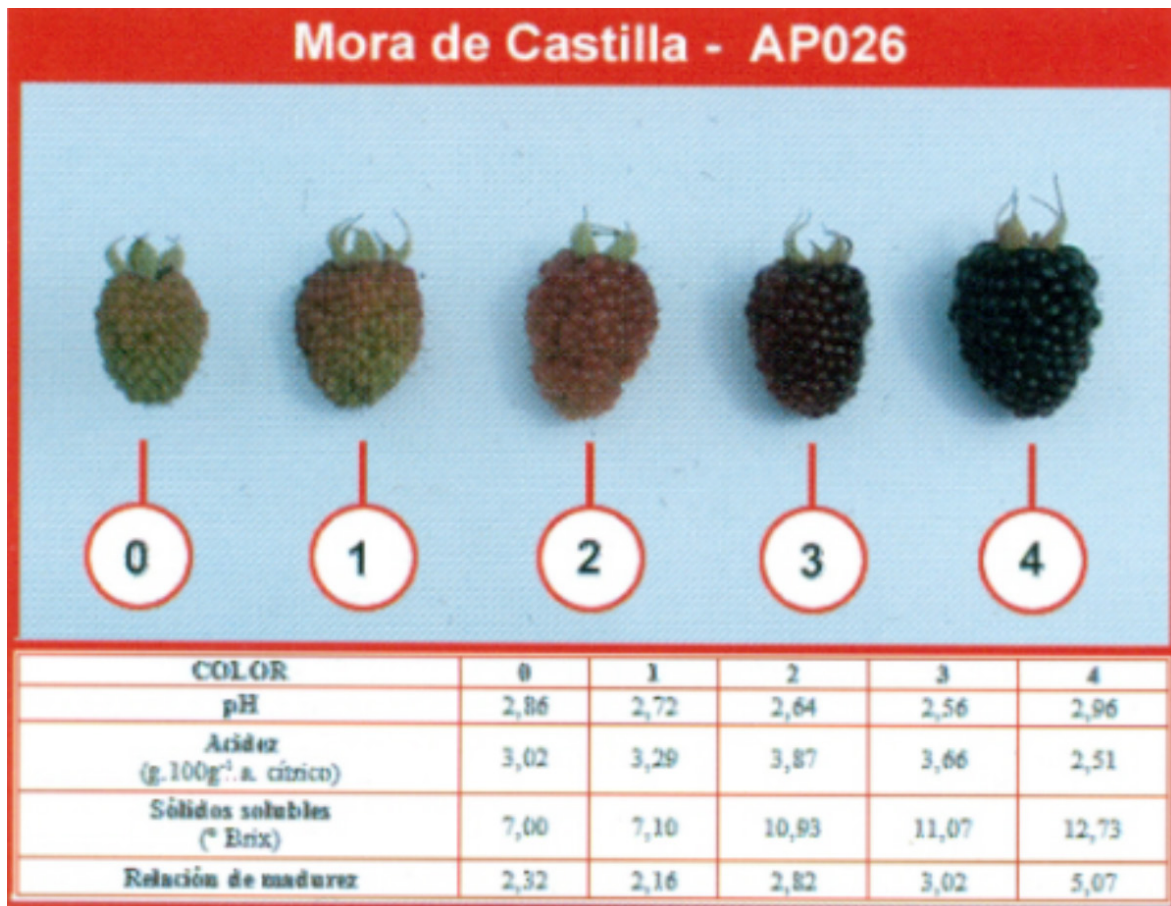 Mora de Castilla - AP026
0 1 2 3 4
COLOR 0 1 2 3 4
pH 2,86 2,72 2,64 2,56 2,96
Acidez
(g.100g⁻¹.a. cítrico) 3,02 3,29 3,87 3,66 2,51
Sólidos solubles
(° Brix) 7,00 7,10 10,93 11,07 12,73
Relación de madurez 2,32 2,16 2,82 3,02 5,07